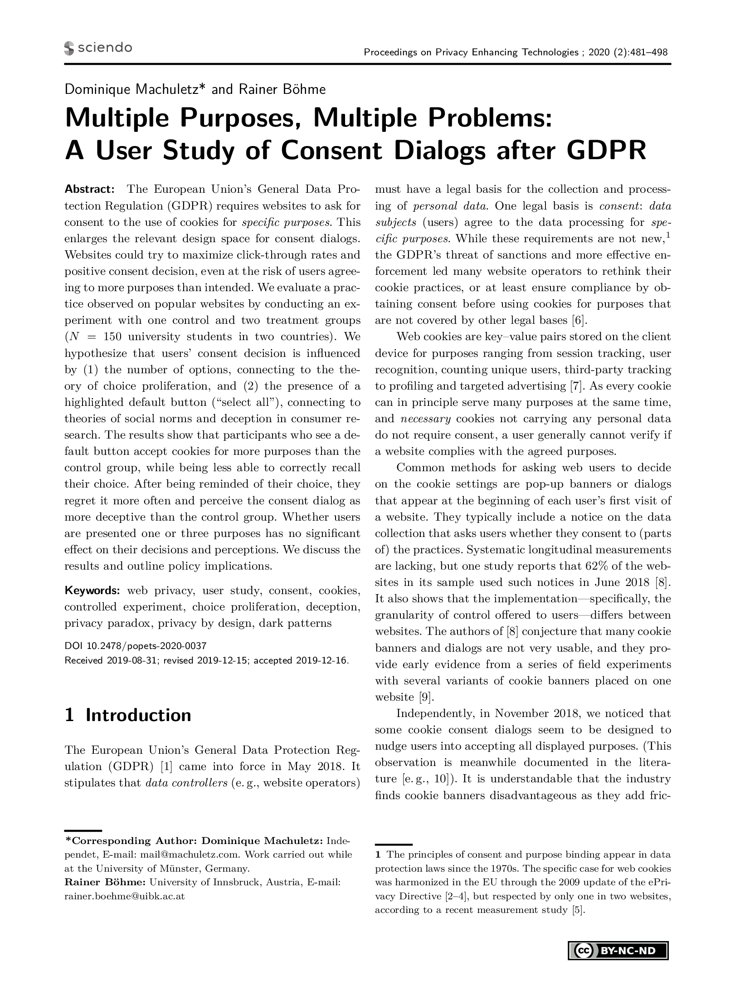 sciendo
Proceedings on Privacy Enhancing Technologies ; 2020 (2):481–498
Dominique Machuletz* and Rainer Böhme
Multiple Purposes, Multiple Problems:
A User Study of Consent Dialogs after GDPR
Abstract: The European Union's General Data Pro-
tection Regulation (GDPR) requires websites to ask for
consent to the use of cookies for specific purposes. This
enlarges the relevant design space for consent dialogs.
Websites could try to maximize click-through rates and
positive consent decision, even at the risk of users agree-
ing to more purposes than intended. We evaluate a prac-
tice observed on popular websites by conducting an ex-
periment with one control and two treatment groups
(N = 150 university students in two countries). We
hypothesize that users' consent decision is influenced
by (1) the number of options, connecting to the the-
ory of choice proliferation, and (2) the presence of a
highlighted default button (“select all”), connecting to
theories of social norms and deception in consumer re-
search. The results show that participants who see a de-
fault button accept cookies for more purposes than the
control group, while being less able to correctly recall
their choice. After being reminded of their choice, they
regret it more often and perceive the consent dialog as
more deceptive than the control group. Whether users
are presented one or three purposes has no significant
effect on their decisions and perceptions. We discuss the
results and outline policy implications.
Keywords: web privacy, user study, consent, cookies,
controlled experiment, choice proliferation, deception,
privacy paradox, privacy by design, dark patterns
DOI 10.2478/popets-2020-0037
Received 2019-08-31; revised 2019-12-15; accepted 2019-12-16.
1 Introduction
The European Union's General Data Protection Reg-
ulation (GDPR) [1] came into force in May 2018. It
stipulates that data controllers (e. g., website operators)
*Corresponding Author: Dominique Machuletz: Inde-
pendet, E-mail: mail@machuletz.com. Work carried out while
at the University of Münster, Germany.
Rainer Böhme: University of Innsbruck, Austria, E-mail:
rainer.boehme@uibk.ac.at
must have a legal basis for the collection and process-
ing of personal data. One legal basis is consent: data
subjects (users) agree to the data processing for spe-
cific purposes. While these requirements are not new,1
the GDPR's threat of sanctions and more effective en-
forcement led many website operators to rethink their
cookie practices, or at least ensure compliance by ob-
taining consent before using cookies for purposes that
are not covered by other legal bases [6].
Web cookies are key–value pairs stored on the client
device for purposes ranging from session tracking, user
recognition, counting unique users, third-party tracking
to profiling and targeted advertising [7]. As every cookie
can in principle serve many purposes at the same time,
and necessary cookies not carrying any personal data
do not require consent, a user generally cannot verify if
a website complies with the agreed purposes.
Common methods for asking web users to decide
on the cookie settings are pop-up banners or dialogs
that appear at the beginning of each user's first visit of
a website. They typically include a notice on the data
collection that asks users whether they consent to (parts
of) the practices. Systematic longitudinal measurements
are lacking, but one study reports that 62% of the web-
sites in its sample used such notices in June 2018 [8].
It also shows that the implementation—specifically, the
granularity of control offered to users—differs between
websites. The authors of [8] conjecture that many cookie
banners and dialogs are not very usable, and they pro-
vide early evidence from a series of field experiments
with several variants of cookie banners placed on one
website [9].
Independently, in November 2018, we noticed that
some cookie consent dialogs seem to be designed to
nudge users into accepting all displayed purposes. (This
observation is meanwhile documented in the litera-
ture [e. g., 10]). It is understandable that the industry
finds cookie banners disadvantageous as they add fric-
1 The principles of consent and purpose binding appear in data
protection laws since the 1970s. The specific case for web cookies
was harmonized in the EU through the 2009 update of the ePri-
vacy Directive [2–4], but respected by only one in two websites,
according to a recent measurement study [5].
cc BY-NC-ND